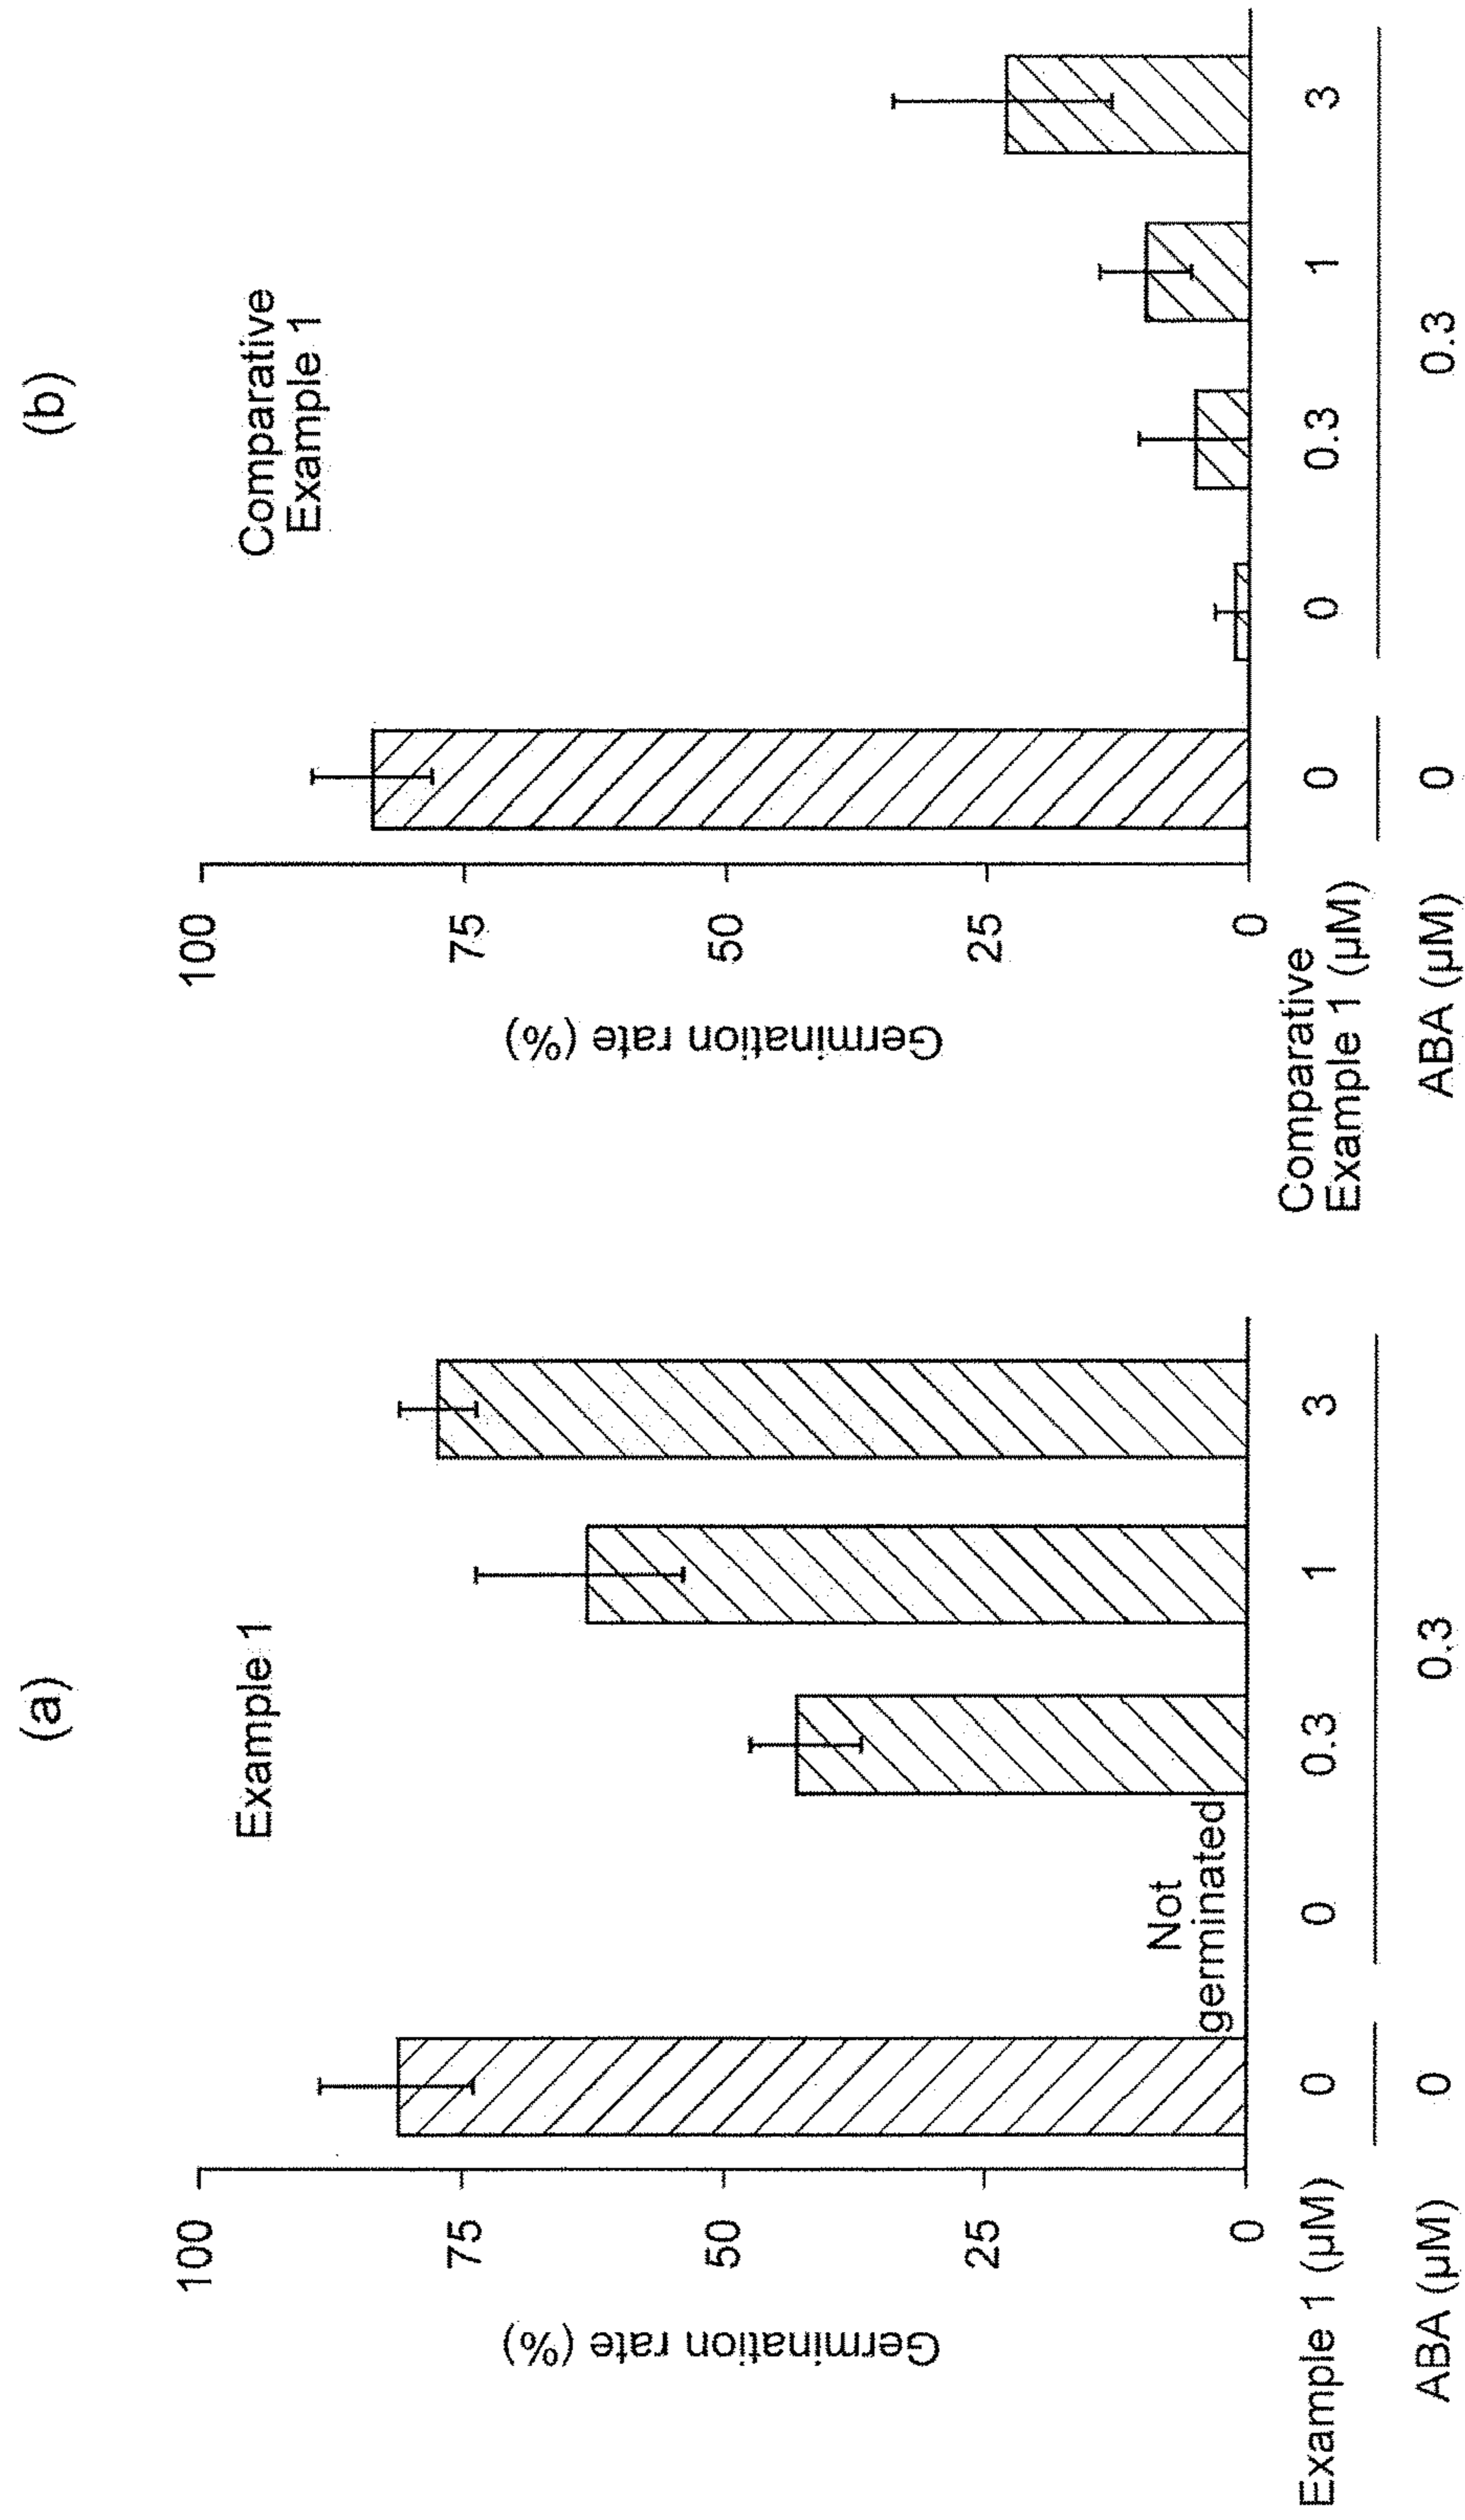 (a)
Example 1
100
75
50
25
0
Germination rate (%)
Not
germinated
Example 1 (µM)
0 0 0.3 1 3
ABA (µM)
0 0.3
(b)
Comparative
Example 1
100
75
50
25
0
Germination rate (%)
Comparative
Example 1 (µM)
0 0 0.3 1 3
ABA (µM)
0 0.3